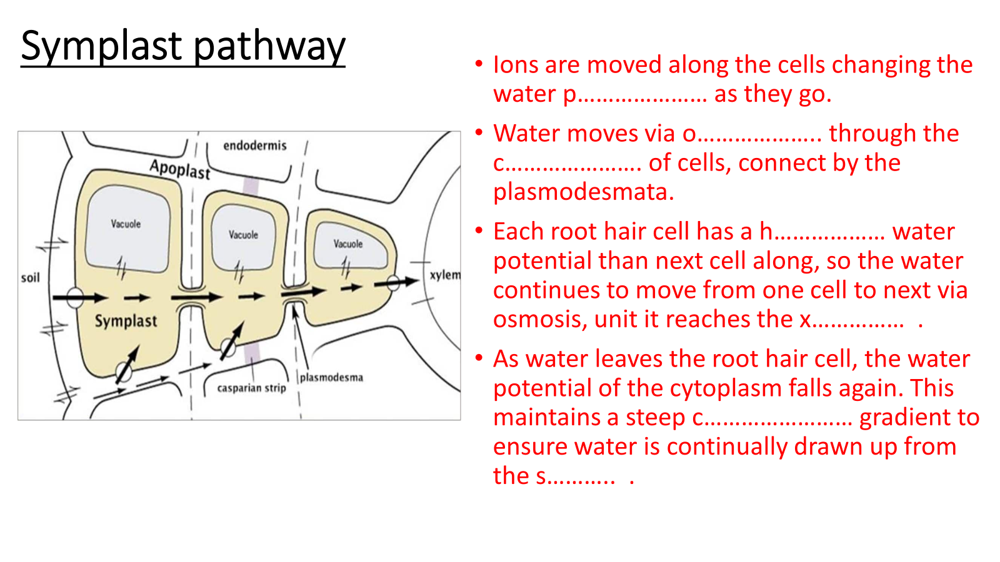 Symplast pathway
• Ions are moved along the cells changing the
water p………………… as they go.
• Water moves via o……………….. through the
c…………………. of cells, connect by the
plasmodesmata.
• Each root hair cell has a h……………… water
potential than next cell along, so the water
continues to move from one cell to next via
osmosis, unit it reaches the x…………… .
• As water leaves the root hair cell, the water
potential of the cytoplasm falls again. This
maintains a steep c…………………… gradient to
ensure water is continually drawn up from
the s……….. .
endodermis
Apoplast
Vacuole
Vacuole
Vacuole
soil
xylem
Symplast
plasmodesma
casparian strip